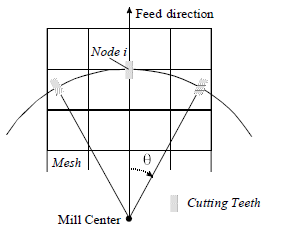 Feed direction
Node i
Mesh
θ
Cutting Teeth
Mill Center